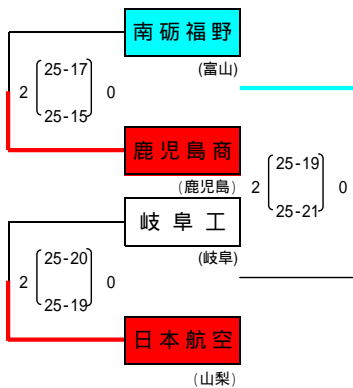 南砺福野
(富山)
2 25-17 0
25-15
鹿児島商
(鹿児島)
2 25-19 0
25-21
岐阜工
(岐阜)
2 25-20 0
25-19
日本航空
(山梨)